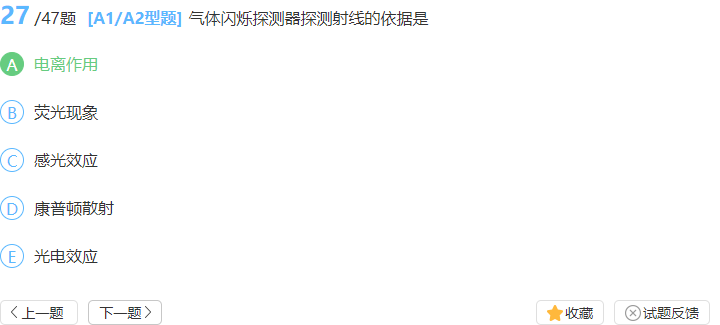 27 /47题 [A1/A2型题] 气体闪烁探测器探测射线的依据是
A 电离作用
B 荧光现象
C 感光效应
D 康普顿散射
E 光电效应
上一题 下一题 收藏 试题反馈